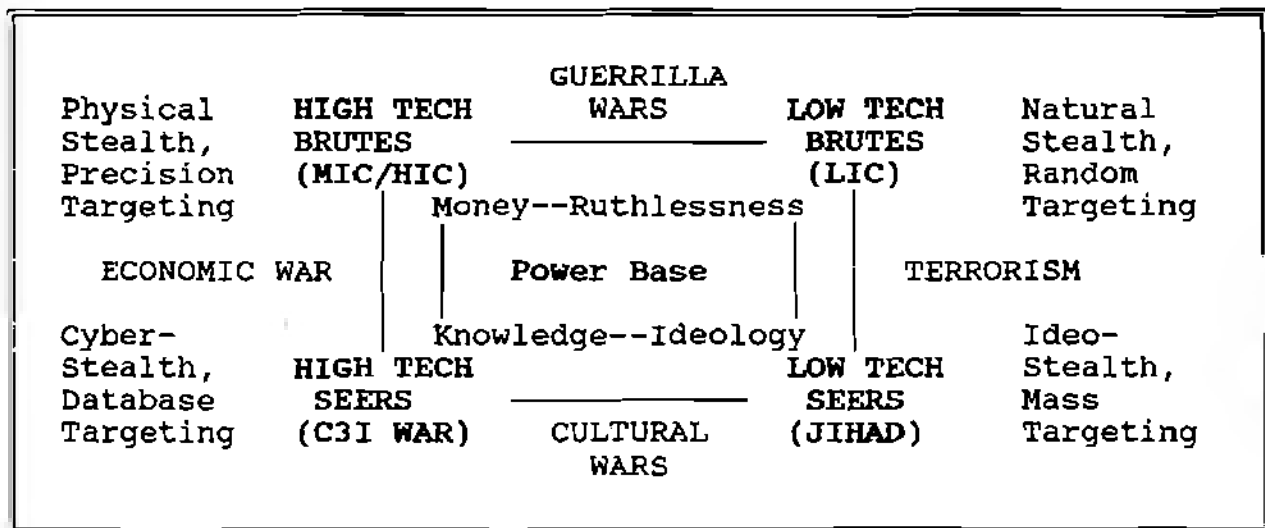 GUERRILLA
Physical HIGH TECH WARS LOW TECH Natural
Stealth, BRUTES BRUTES Stealth,
Precision (MIC/HIC) (LIC) Random
Targeting Money--Ruthlessness Targeting
ECONOMIC WAR Power Base TERRORISM
Cyber- Knowledge--Ideology Ideo-
Stealth, HIGH TECH LOW TECH Stealth,
Database SEERS SEERS Mass
Targeting (C3I WAR) CULTURAL (JIHAD) Targeting
WARS